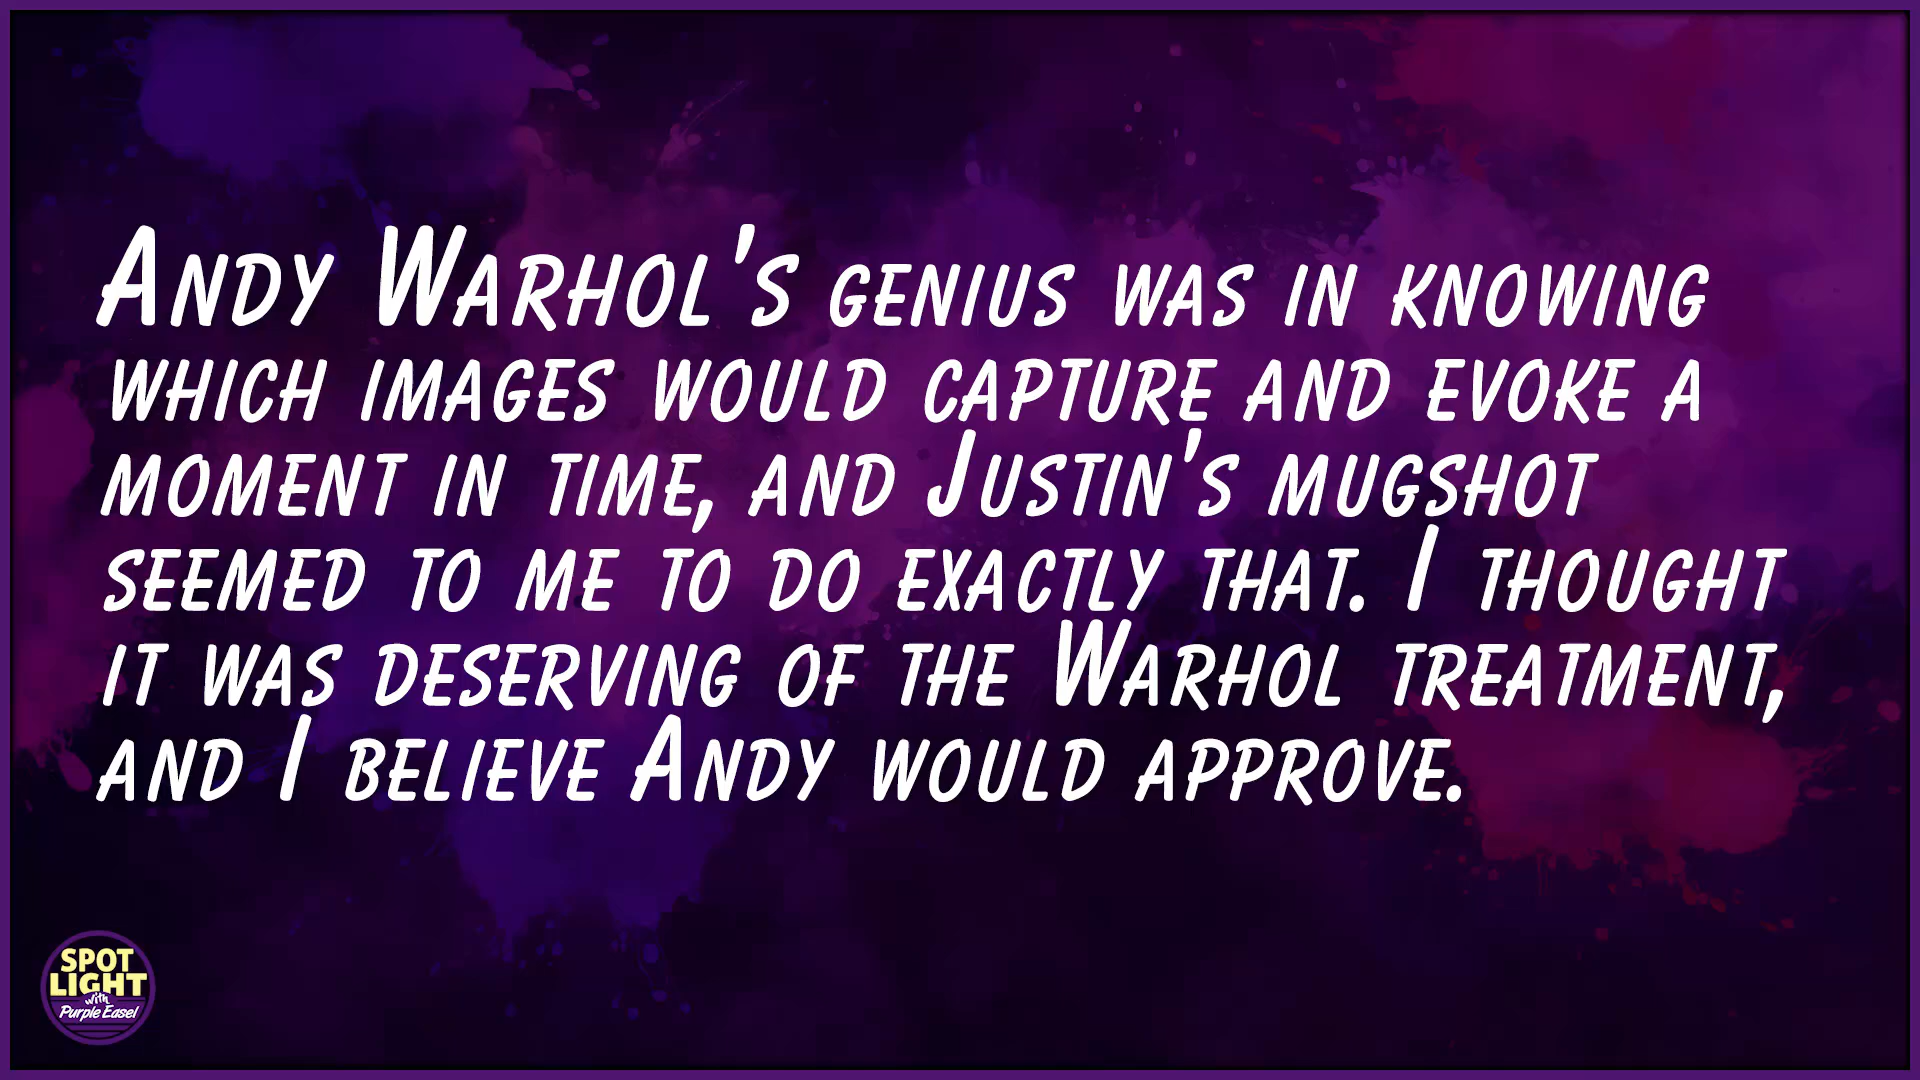 Andy Warhol's genius was in knowing
which images would capture and evoke a
moment in time, and Justin's mugshot
seemed to me to do exactly that. I thought
it was deserving of the Warhol treatment,
and I believe Andy would approve.
SPOT
LIGHT
with
Purple Easel